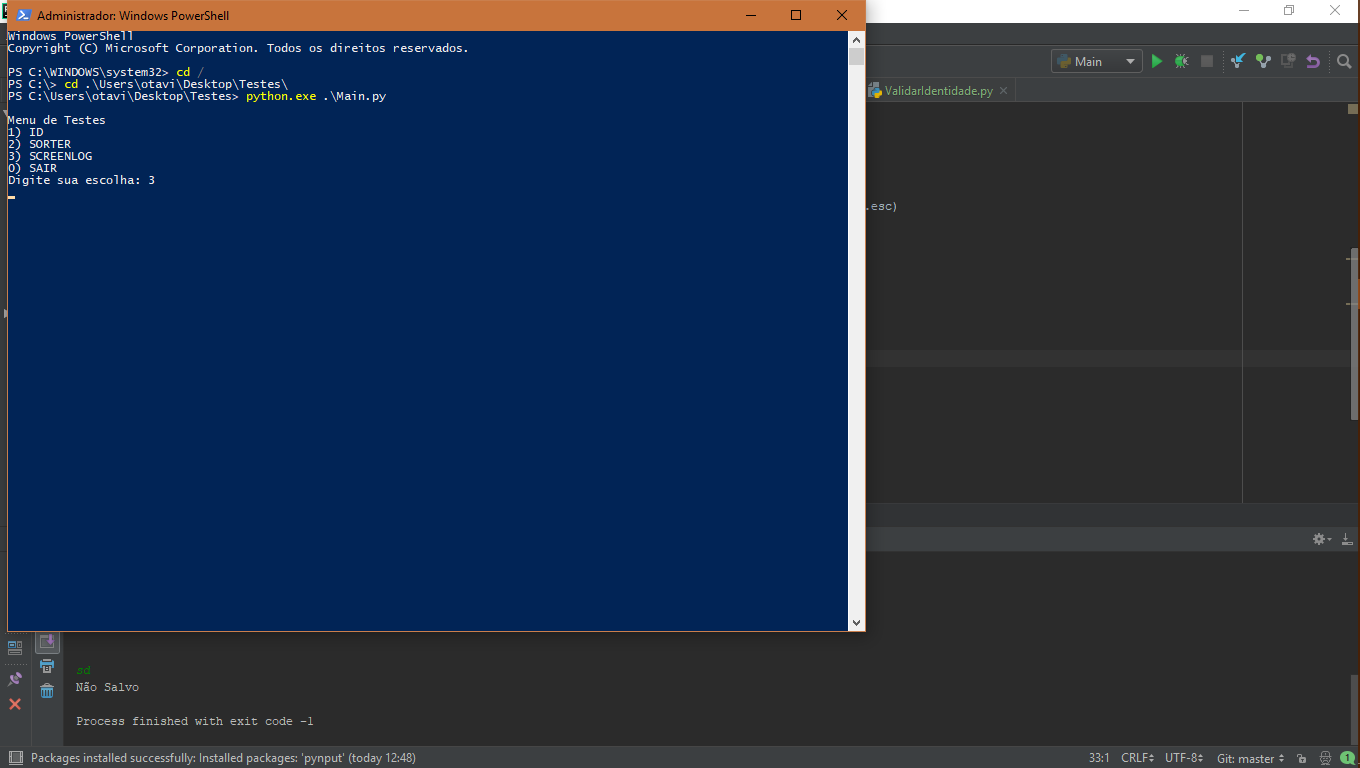 Administrador: Windows PowerShell
Windows PowerShell
Copyright (C) Microsoft Corporation. Todos os direitos reservados.
PS C:\WINDOWS\system32> cd /
PS C:\> cd .\Users\otavi\Desktop\Testes\
PS C:\Users\otavi\Desktop\Testes> python.exe .\Main.py
Menu de Testes
1) ID
2) SORTER
3) SCREENLOG
0) SAIR
Digite sua escolha: 3
Main
ValidarIdentidade.py
.esc)
sd
Não Salvo
Process finished with exit code -1
Packages installed successfully: Installed packages: 'pynput' (today 12:48)
33:1 CRLF UTF-8 Git: master 1